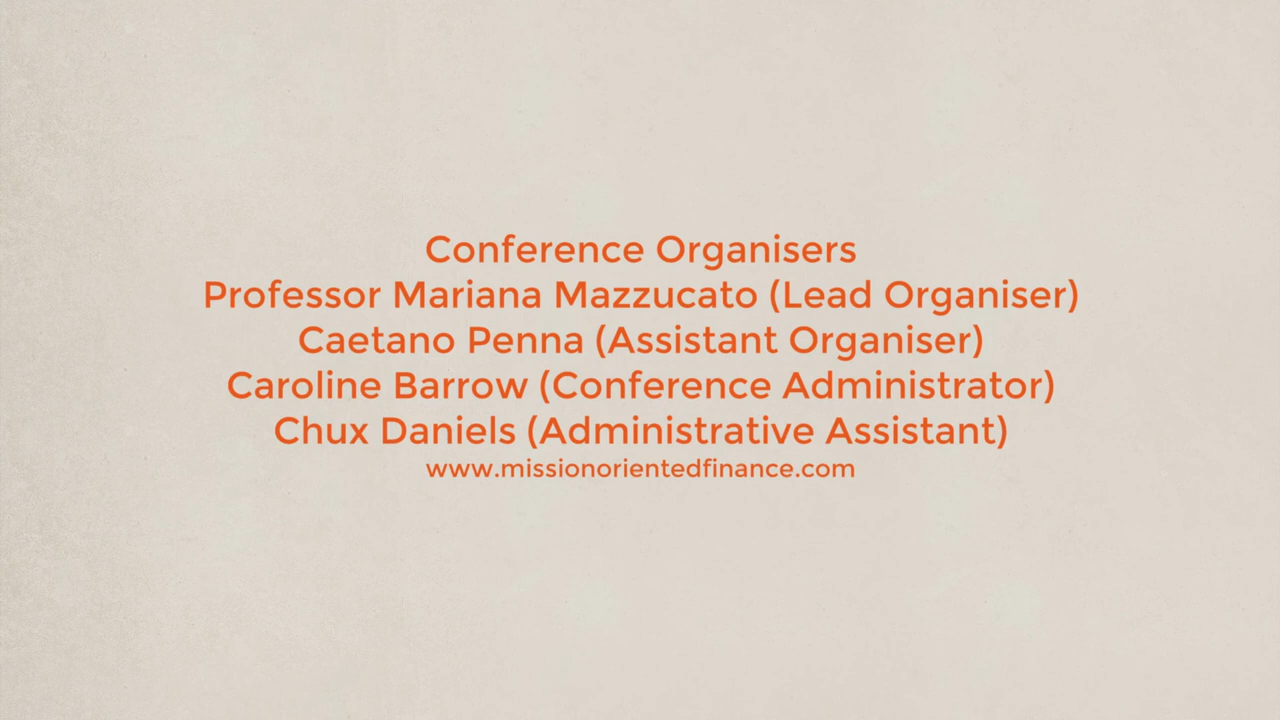 Conference Organisers
Professor Mariana Mazzucato (Lead Organiser)
Caetano Penna (Assistant Organiser)
Caroline Barrow (Conference Administrator)
Chux Daniels (Administrative Assistant)
www.missionorientedfinance.com